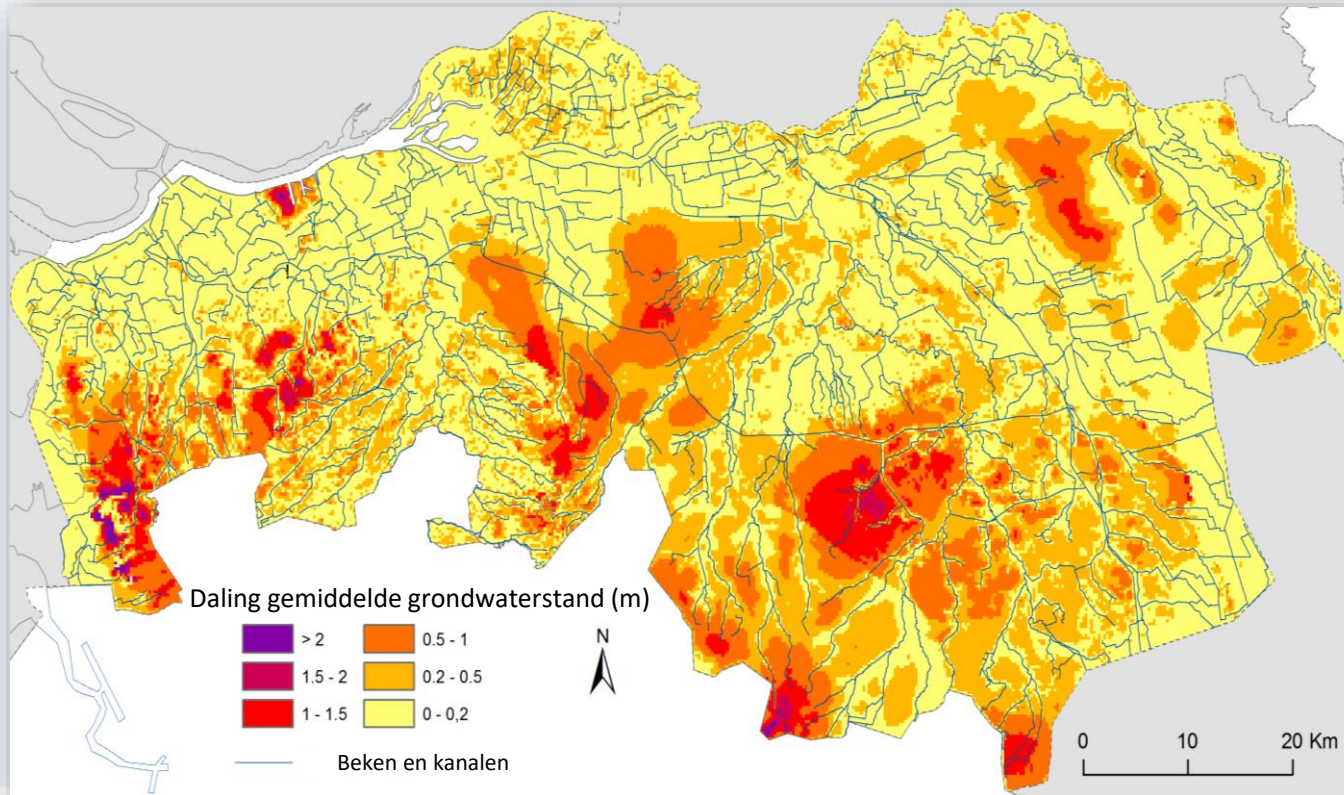 Daling gemiddelde grondwaterstand (m)
> 2
0.5 - 1
1.5 - 2
0.2 - 0.5
1 - 1.5
0 - 0,2
Beken en kanalen
N
0 10 20 Km